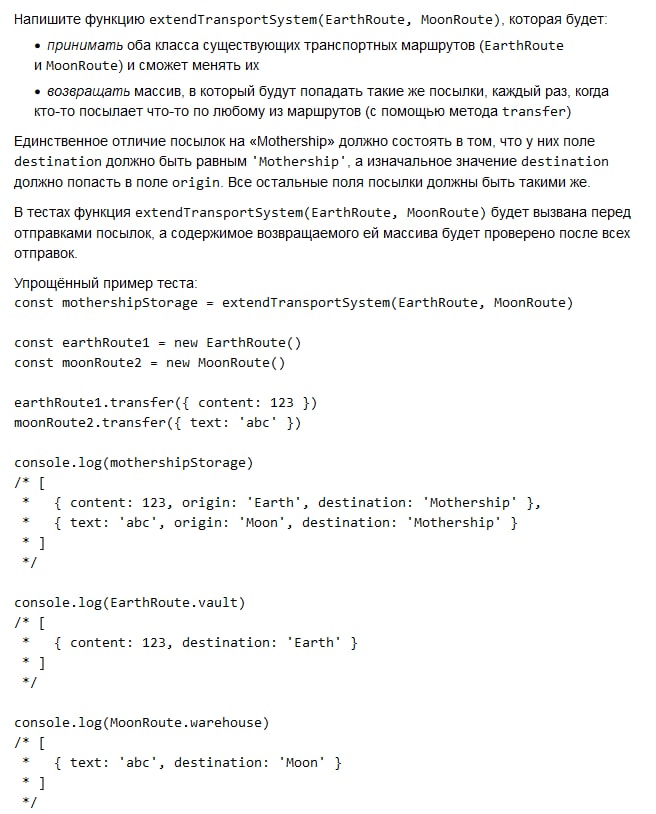 Напишите функцию extendTransportSystem(EarthRoute, MoonRoute), которая будет:
• принимать оба класса существующих транспортных маршрутов (EarthRoute
и MoonRoute) и сможет менять их
• возвращать массив, в который будут попадать такие же посылки, каждый раз, когда
кто-то посылает что-то по любому из маршрутов (с помощью метода transfer)
Единственное отличие посылок на «Mothership» должно состоять в том, что у них поле
destination должно быть равным 'Mothership', а изначальное значение destination
должно попасть в поле origin. Все остальные поля посылки должны быть такими же.
В тестах функция extendTransportSystem(EarthRoute, MoonRoute) будет вызвана перед
отправками посылок, а содержимое возвращаемого ей массива будет проверено после всех
отправок.
Упрощённый пример теста:
const mothershipStorage = extendTransportSystem(EarthRoute, MoonRoute)
const earthRoute1 = new EarthRoute()
const moonRoute2 = new MoonRoute()
earthRoute1.transfer({ content: 123 })
moonRoute2.transfer({ text: 'abc' })
console.log(mothershipStorage)
/* [
 *   { content: 123, origin: 'Earth', destination: 'Mothership' },
 *   { text: 'abc', origin: 'Moon', destination: 'Mothership' }
 * ]
 */
console.log(EarthRoute.vault)
/* [
 *   { content: 123, destination: 'Earth' }
 * ]
 */
console.log(MoonRoute.warehouse)
/* [
 *   { text: 'abc', destination: 'Moon' }
 * ]
 */